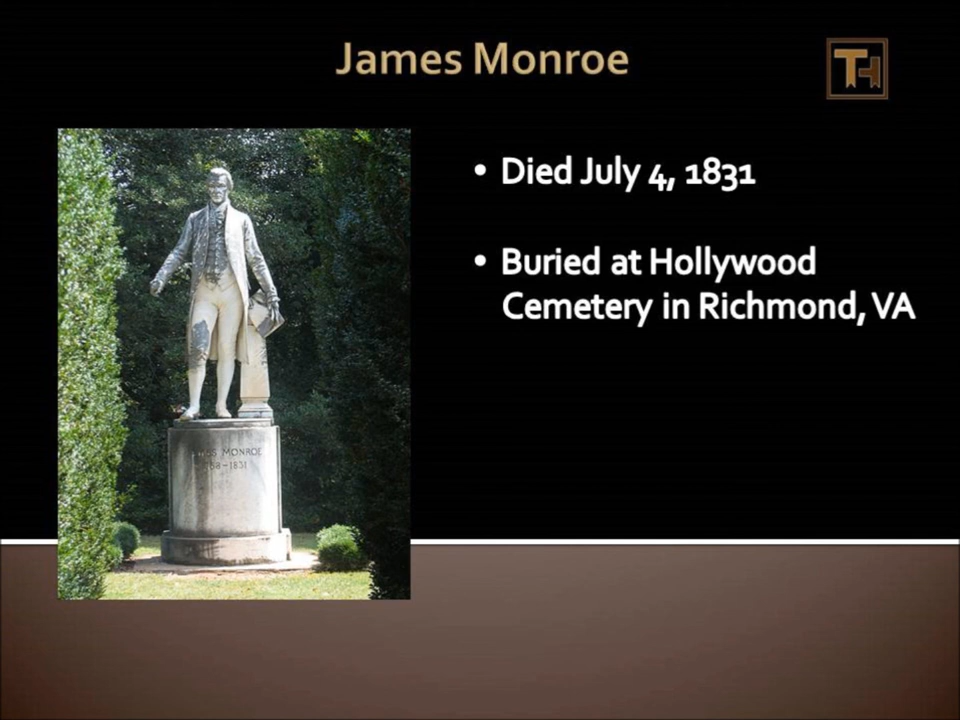 James Monroe
TH
• Died July 4, 1831
• Buried at Hollywood
Cemetery in Richmond, VA
MONROE
-1831